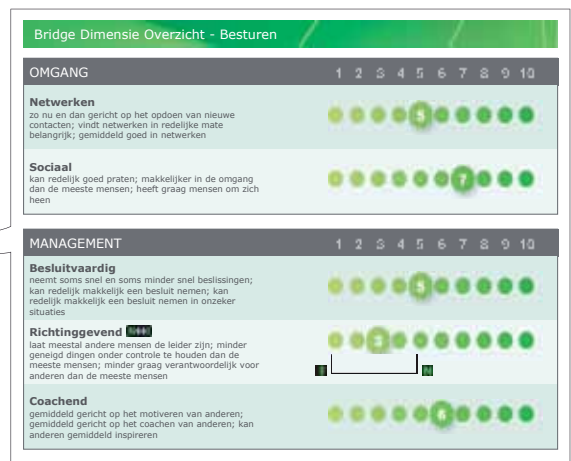 Bridge Dimensie Overzicht - Besturen
OMGANG 1 2 3 4 5 6 7 8 9 10
Netwerken
zo nu en dan gericht op het opdoen van nieuwe
contacten; vindt netwerken in redelijke mate
belangrijk; gemiddeld goed in netwerken
5
Sociaal
kan redelijk goed praten; makkelijker in de omgang
dan de meeste mensen; heeft graag mensen om zich
heen
7
MANAGEMENT 1 2 3 4 5 6 7 8 9 10
Besluitvaardig
neemt soms snel en soms minder snel beslissingen;
kan redelijk makkelijk een besluit nemen; kan
redelijk makkelijk een besluit nemen in onzeker
situaties
5
Richtinggevend
laat meestal andere mensen de leider zijn; minder
geneigd dingen onder controle te houden dan de
meeste mensen; minder graag verantwoordelijk voor
anderen dan de meeste mensen
3
N
Coachend
gemiddeld gericht op het motiveren van anderen;
gemiddeld gericht op het coachen van anderen; kan
anderen gemiddeld inspireren
6